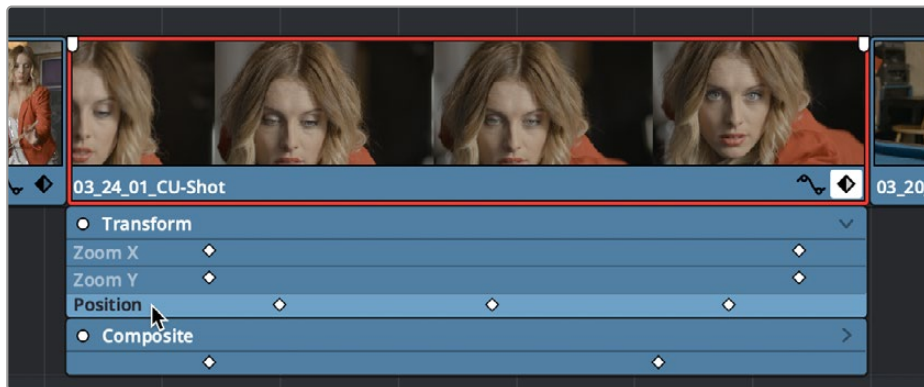 03_24_01_CU-Shot
03_20
Transform
Zoom X
Zoom Y
Position
Composite